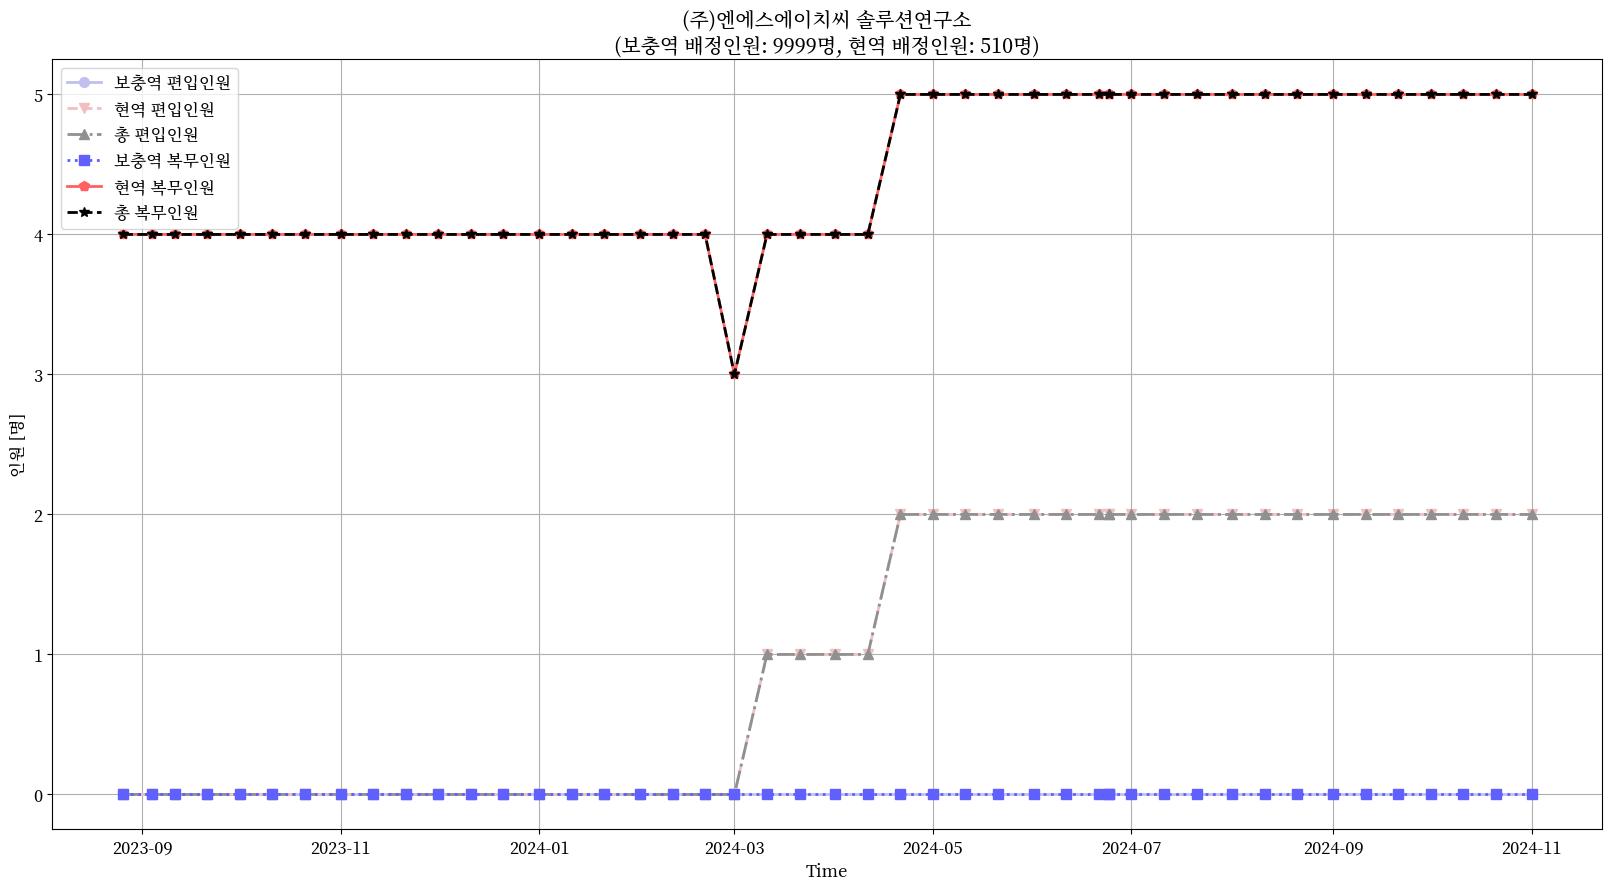 (주)엔에스에이치씨 솔루션연구소
(보충역 배정인원: 9999명, 현역 배정인원: 510명)
보충역 편입인원
현역 편입인원
총 편입인원
보충역 복무인원
현역 복무인원
총 복무인원
5
4
3
2
1
0
인원 [명]
2023-09
2023-11
2024-01
2024-03
2024-05
2024-07
2024-09
2024-11
Time